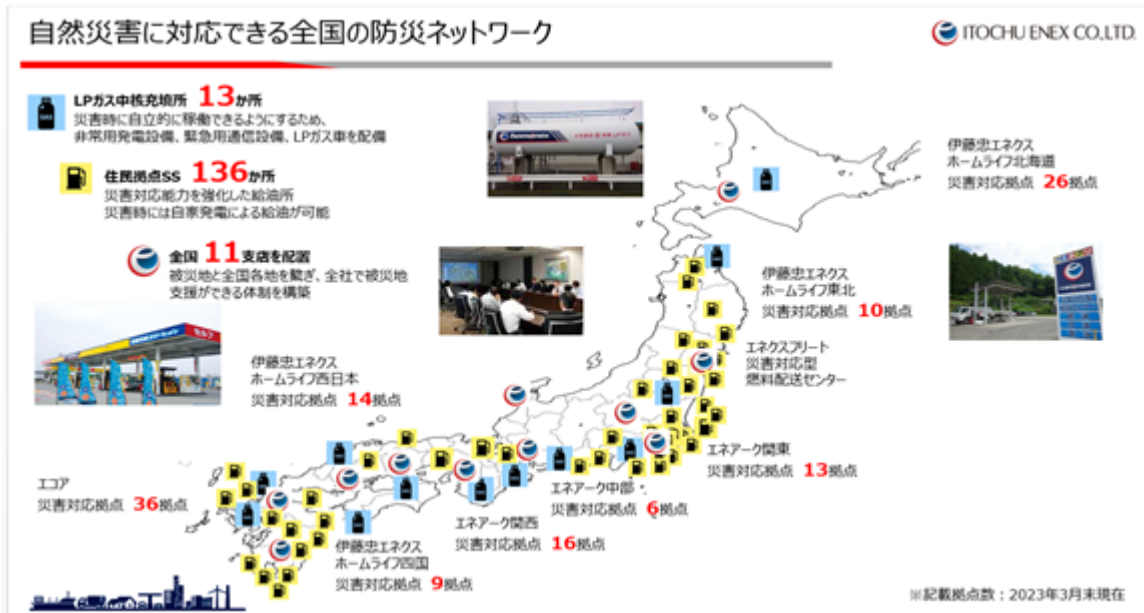 自然災害に対応できる全国の防災ネットワーク
ITOCHU ENEX CO.,LTD.
LPガス中核充填所 13か所
災害時に自立的に稼働できるようにするため、
非常用発電設備、緊急用通信設備、LPガス車を配備
住民拠点SS 136か所
災害対応能力を強化した給油所
災害時には自家発電による給油が可能
全国 11支店を配置
被災地と全国各地を繋ぎ、全社で被災地
支援ができる体制を構築
伊藤忠エネクス
ホームライフ北海道
災害対応拠点 26拠点
伊藤忠エネクス
ホームライフ東北
災害対応拠点 10拠点
エネクスフリート
災害対応型
燃料配送センター
伊藤忠エネクス
ホームライフ西日本
災害対応拠点 14拠点
エネアーク関東
災害対応拠点 13拠点
エコア
災害対応拠点 36拠点
エネアーク中部
災害対応拠点 6拠点
エネアーク関西
災害対応拠点 16拠点
伊藤忠エネクス
ホームライフ四国
災害対応拠点 9拠点
※記載拠点数：2023年3月末現在